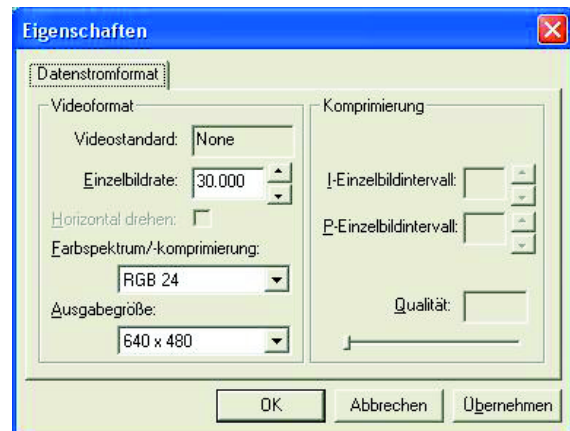 Eigenschaften
Datenstromformat
Videoformat
Videostandard: None
Einzelbildrate: 30.000
Horizontal drehen:
Farbspektrum/-komprimierung:
RGB 24
Ausgabegröße:
640 x 480
Komprimierung
I-Einzelbildintervall:
P-Einzelbildintervall:
Qualität:
OK Abbrechen Übernehmen